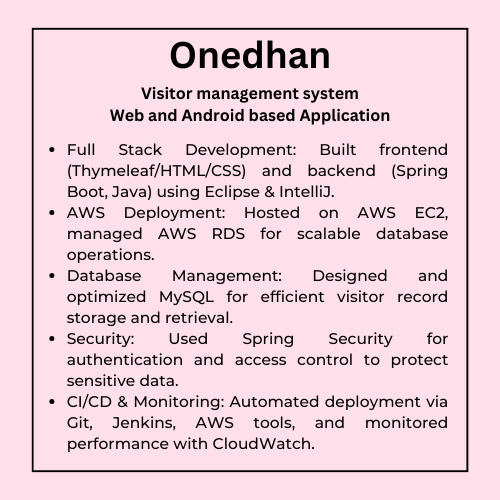 Onedhan
Visitor management system
Web and Android based Application
• Full Stack Development: Built frontend
(Thymeleaf/HTML/CSS) and backend (Spring
Boot, Java) using Eclipse & IntelliJ.
• AWS Deployment: Hosted on AWS EC2,
managed AWS RDS for scalable database
operations.
• Database Management: Designed and
optimized MySQL for efficient visitor record
storage and retrieval.
• Security: Used Spring Security for
authentication and access control to protect
sensitive data.
• CI/CD & Monitoring: Automated deployment via
Git, Jenkins, AWS tools, and monitored
performance with CloudWatch.